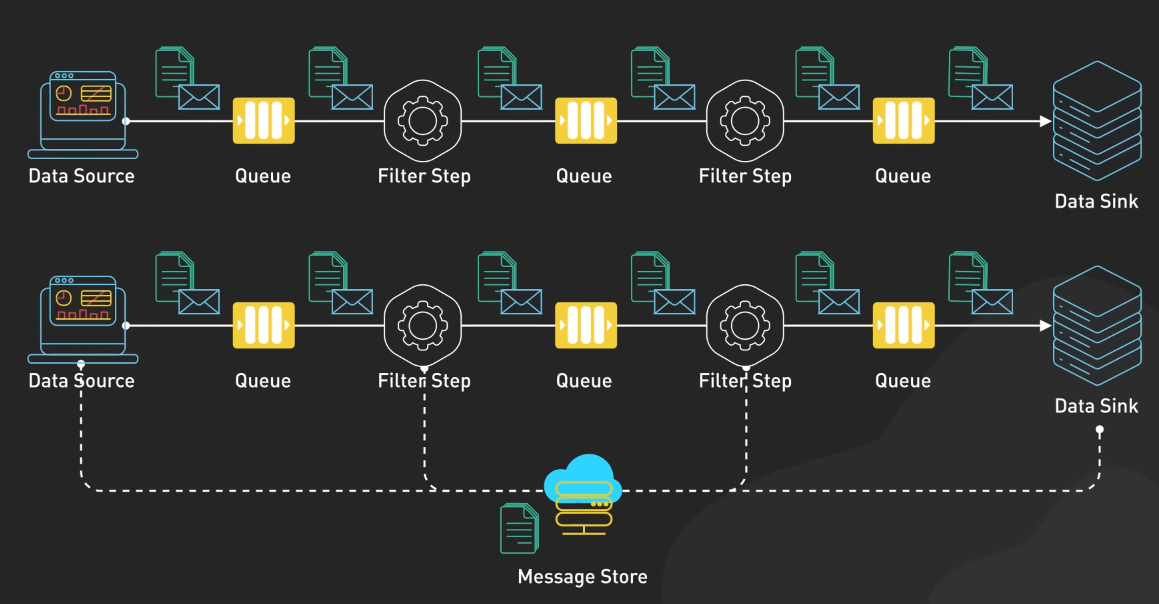 Data Source
Queue
Filter Step
Queue
Filter Step
Queue
Data Sink
Data Source
Queue
Filter Step
Queue
Filter Step
Queue
Data Sink
Message Store